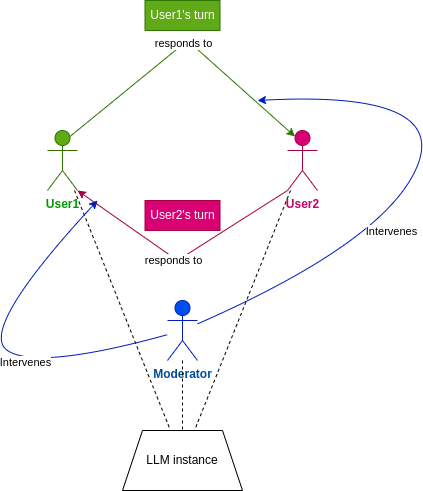 User1's turn
responds to
User1
User2
User2's turn
Intervenes
responds to
Intervenes
Moderator
LLM instance